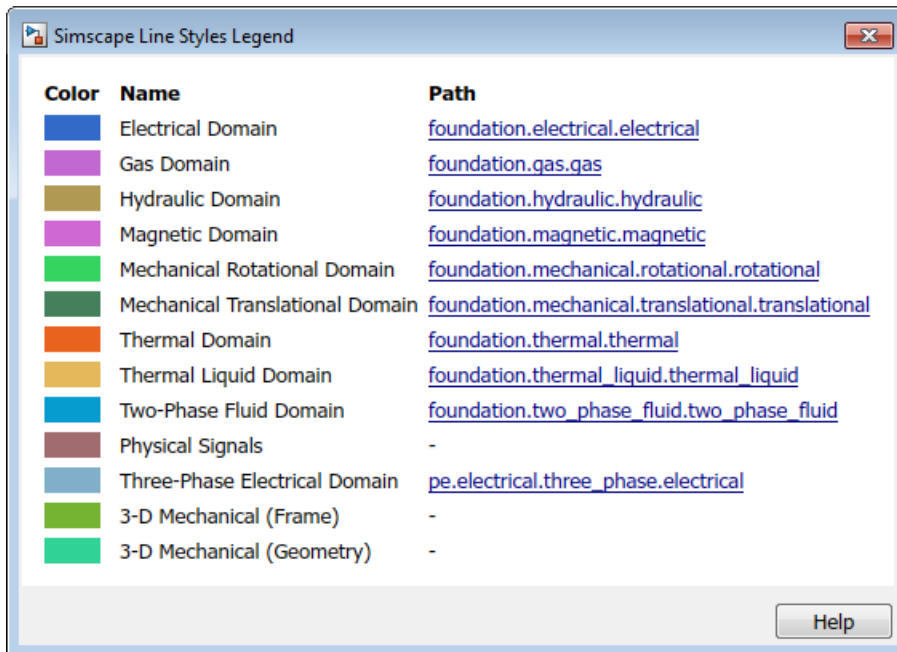 Simscape Line Styles Legend
Color Name Path
Electrical Domain foundation.electrical.electrical
Gas Domain foundation.gas.gas
Hydraulic Domain foundation.hydraulic.hydraulic
Magnetic Domain foundation.magnetic.magnetic
Mechanical Rotational Domain foundation.mechanical.rotational.rotational
Mechanical Translational Domain foundation.mechanical.translational.translational
Thermal Domain foundation.thermal.thermal
Thermal Liquid Domain foundation.thermal_liquid.thermal_liquid
Two-Phase Fluid Domain foundation.two_phase_fluid.two_phase_fluid
Physical Signals -
Three-Phase Electrical Domain pe.electrical.three_phase.electrical
3-D Mechanical (Frame) -
3-D Mechanical (Geometry) -
Help